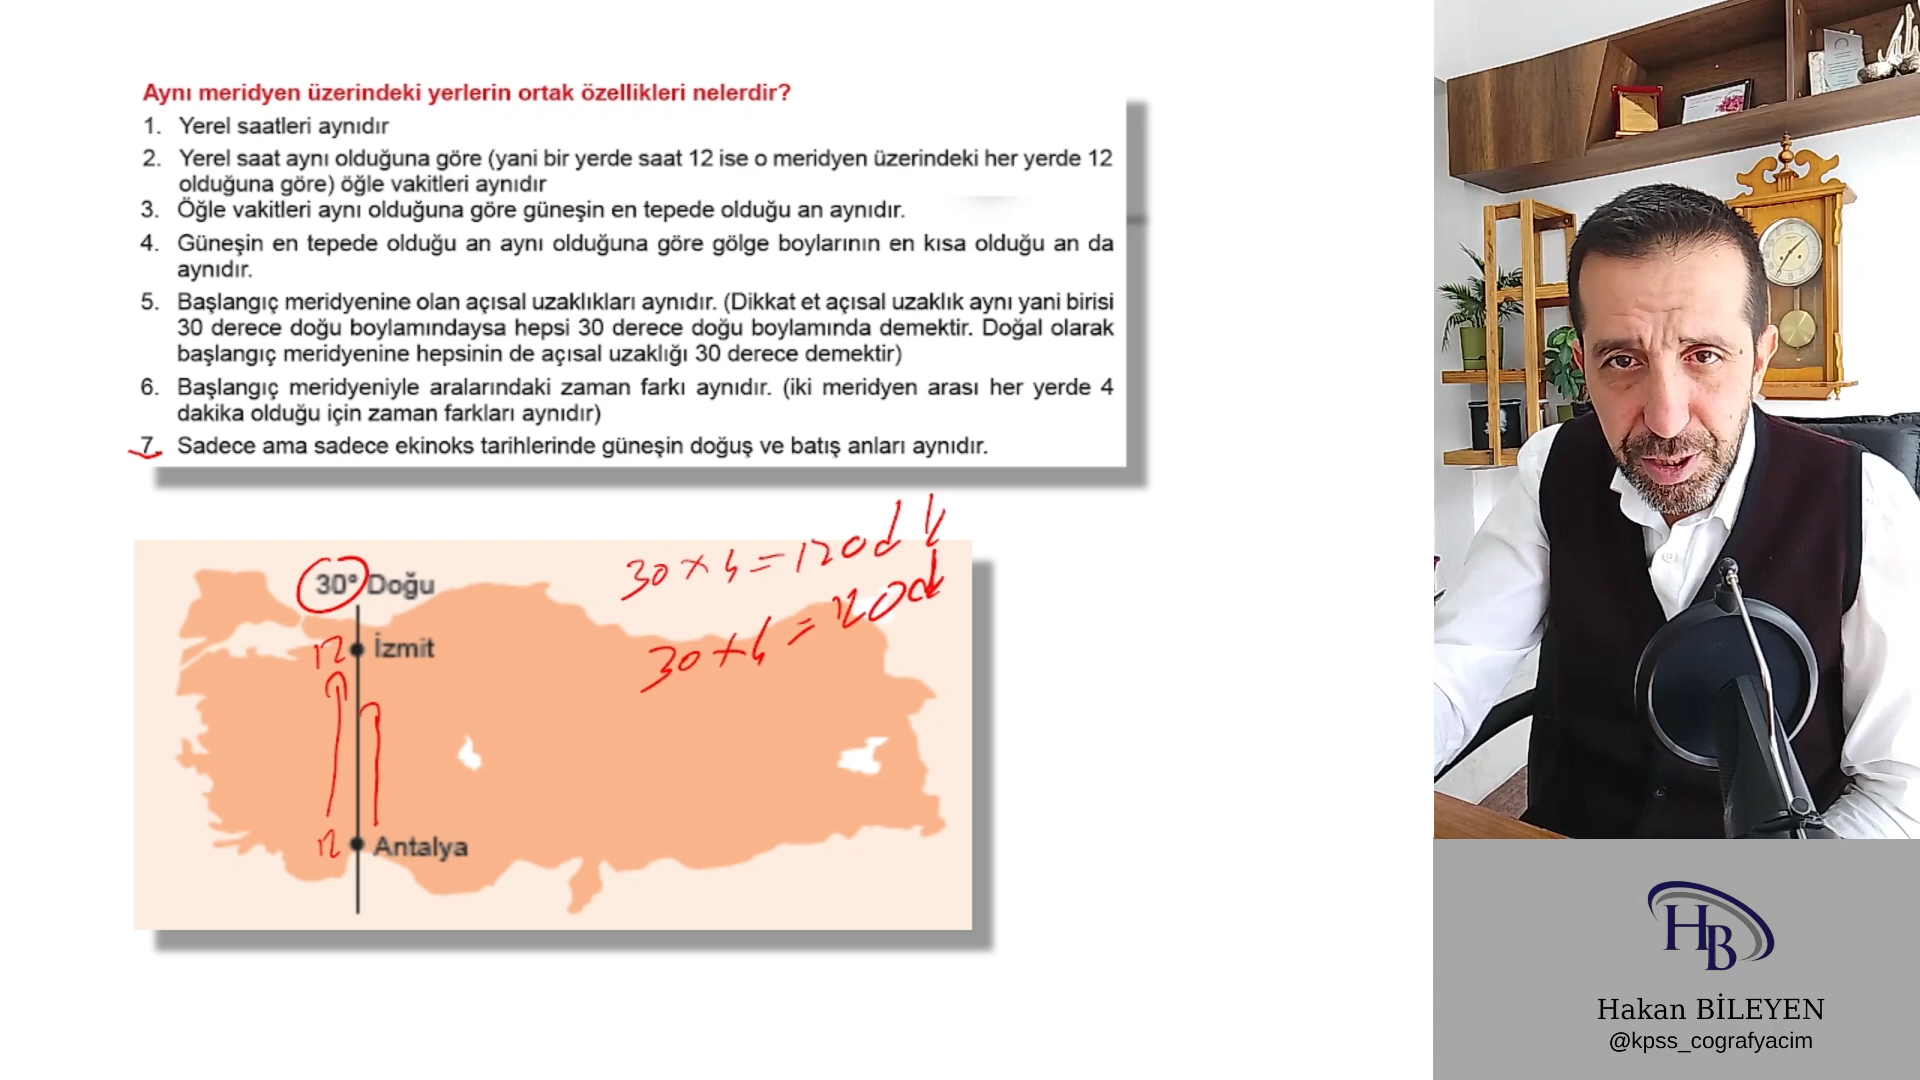 Aynı meridyen üzerindeki yerlerin ortak özellikleri nelerdir?
1. Yerel saatleri aynıdır
2. Yerel saat aynı olduğuna göre (yani bir yerde saat 12 ise o meridyen üzerindeki her yerde 12
olduğuna göre) öğle vakitleri aynıdır
3. Öğle vakitleri aynı olduğuna göre güneşin en tepede olduğu an aynıdır.
4. Güneşin en tepede olduğu an aynı olduğuna göre gölge boylarının en kısa olduğu an da
aynıdır.
5. Başlangıç meridyenine olan açısal uzaklıkları aynıdır. (Dikkat et açısal uzaklık aynı yani birisi
30 derece doğu boylamındaysa hepsi 30 derece doğu boylamında demektir. Doğal olarak
başlangıç meridyenine hepsinin de açısal uzaklığı 30 derece demektir)
6. Başlangıç meridyeniyle aralarındaki zaman farkı aynıdır. (iki meridyen arası her yerde 4
dakika olduğu için zaman farkları aynıdır)
7. Sadece ama sadece ekinoks tarihlerinde güneşin doğuş ve batış anları aynıdır.
30 x 4 = 120 d
30° Doğu
30 x 4 = 120 d
12 İzmit
12 Antalya
HB
Hakan BİLEYEN
@kpss_cografyacim